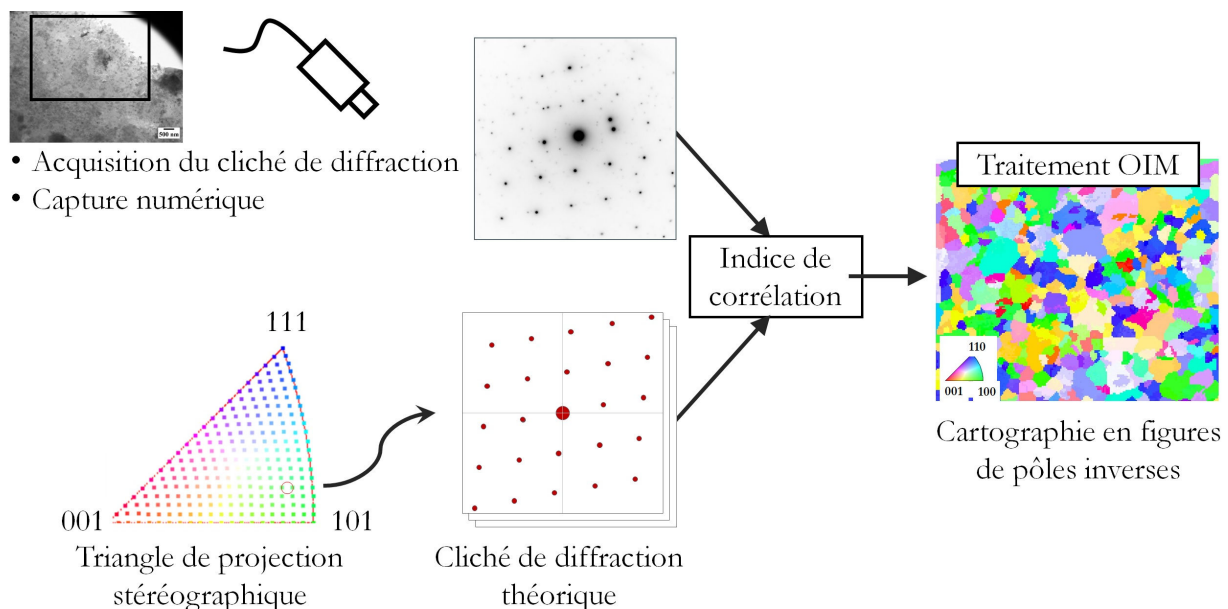 500 nm
• Acquisition du cliché de diffraction
• Capture numérique
Traitement OIM
Indice de
corrélation
110
001
100
Cartographie en figures
de pôles inverses
111
001
101
Triangle de projection
stéréographique
Cliché de diffraction
théorique